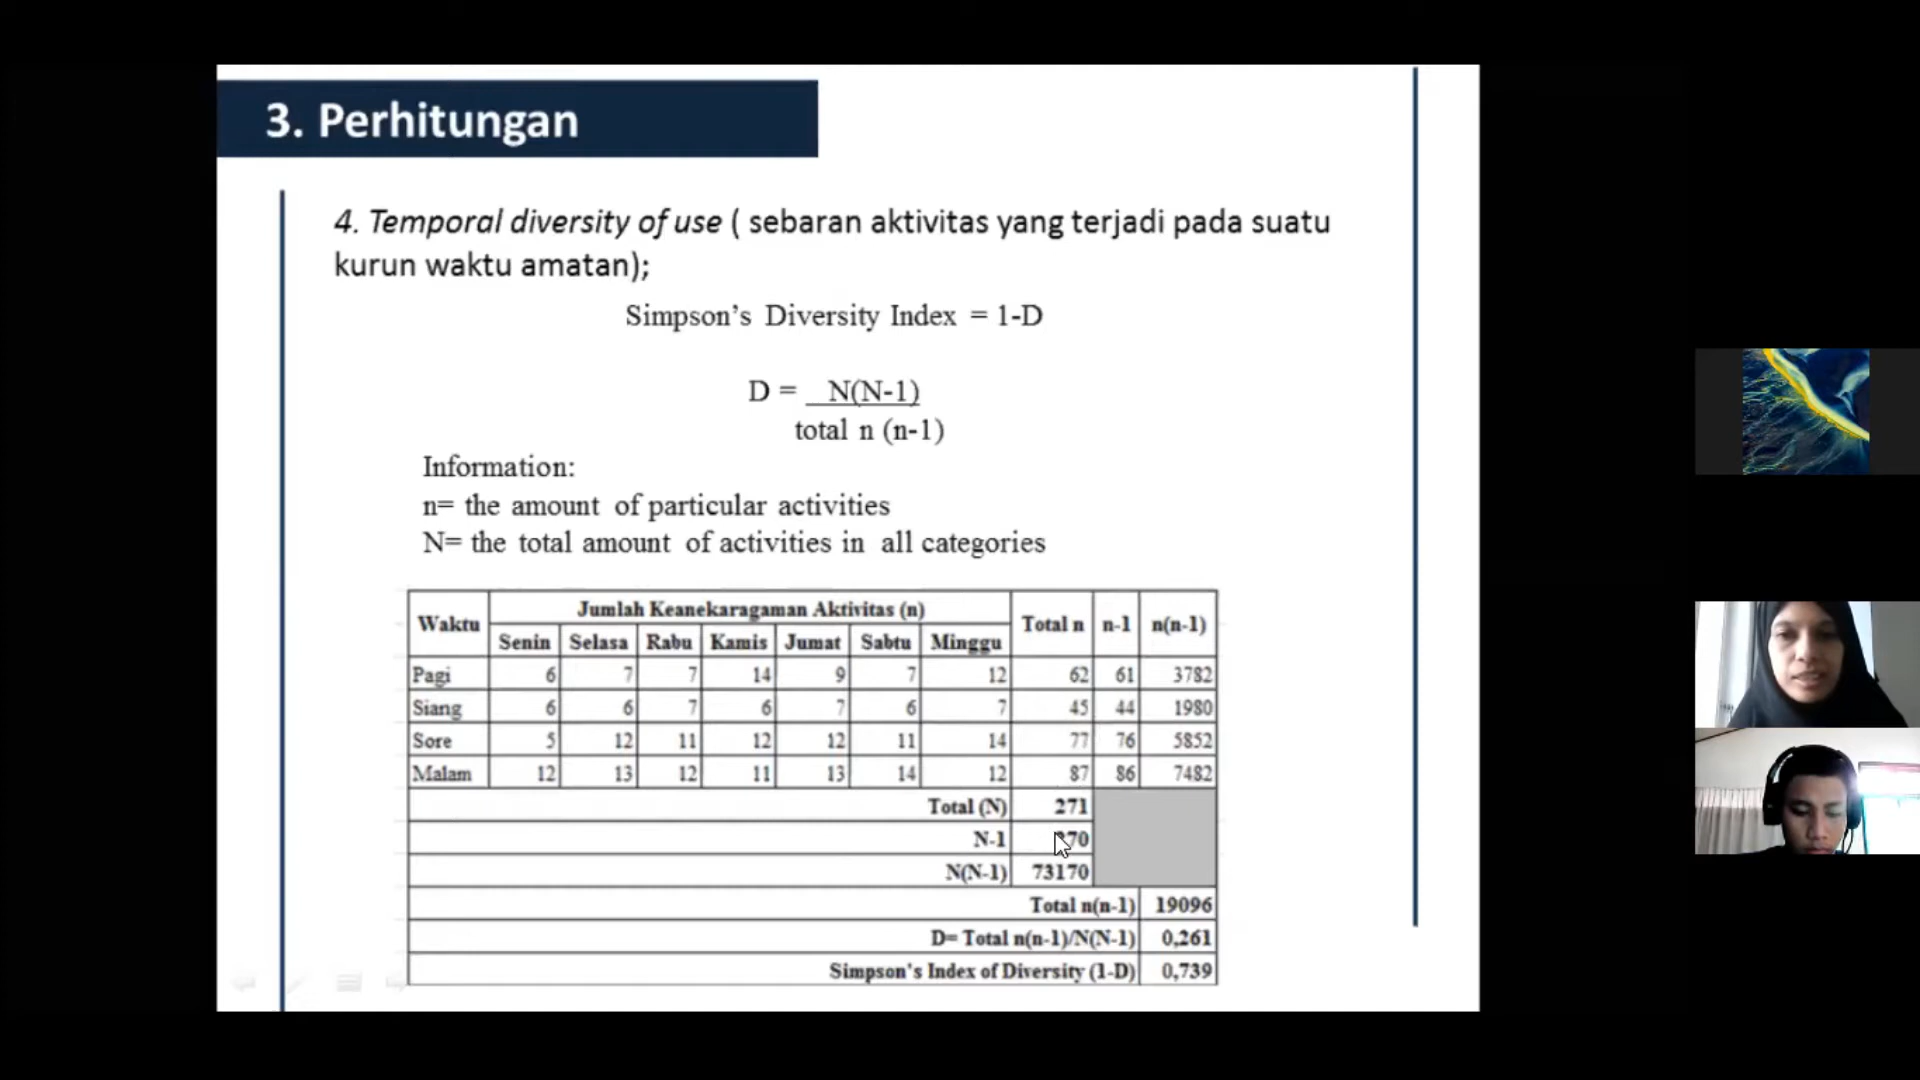 3. Perhitungan
4. Temporal diversity of use ( sebaran aktivitas yang terjadi pada suatu
kurun waktu amatan);
Simpson's Diversity Index = 1-D
D = N(N-1)
total n (n-1)
Information:
n= the amount of particular activities
N= the total amount of activities in all categories
Waktu Jumlah Keanekaragaman Aktivitas (n) Total n n-1 n(n-1)
Senin Selasa Rabu Kamis Jumat Sabtu Minggu
Pagi 6 7 7 14 9 7 12 62 61 3782
Siang 6 6 7 6 7 6 7 45 44 1980
Sore 5 12 11 12 12 11 14 77 76 5852
Malam 12 13 12 11 13 14 12 87 86 7482
Total (N) 271
N-1 270
N(N-1) 73170
Total n(n-1) 19096
D= Total n(n-1)/N(N-1) 0,261
Simpson's Index of Diversity (1-D) 0,739